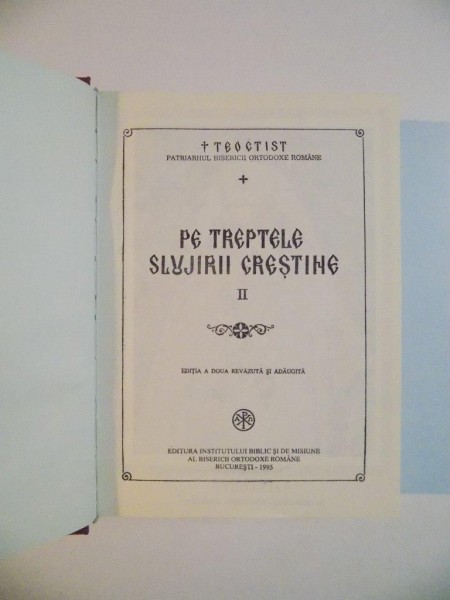 † TEOCTIST
PATRIARHUL BISERICII ORTODOXE ROMÂNE
PE TREPTELE
SLUJIRII CREȘTINE
II
EDIȚIA A DOUA REVĂZUTĂ ȘI ADĂUGITĂ
EDITURA INSTITUTULUI BIBLIC ȘI DE MISIUNE
AL BISERICII ORTODOXE ROMÂNE
BUCUREȘTI - 1993